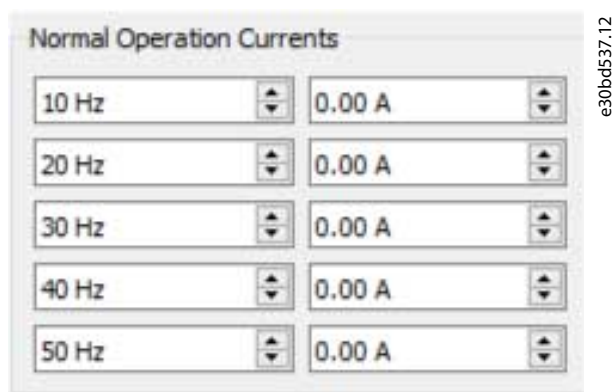 Normal Operation Currents
10 Hz 0.00 A
20 Hz 0.00 A
30 Hz 0.00 A
40 Hz 0.00 A
50 Hz 0.00 A
e30bd537.12